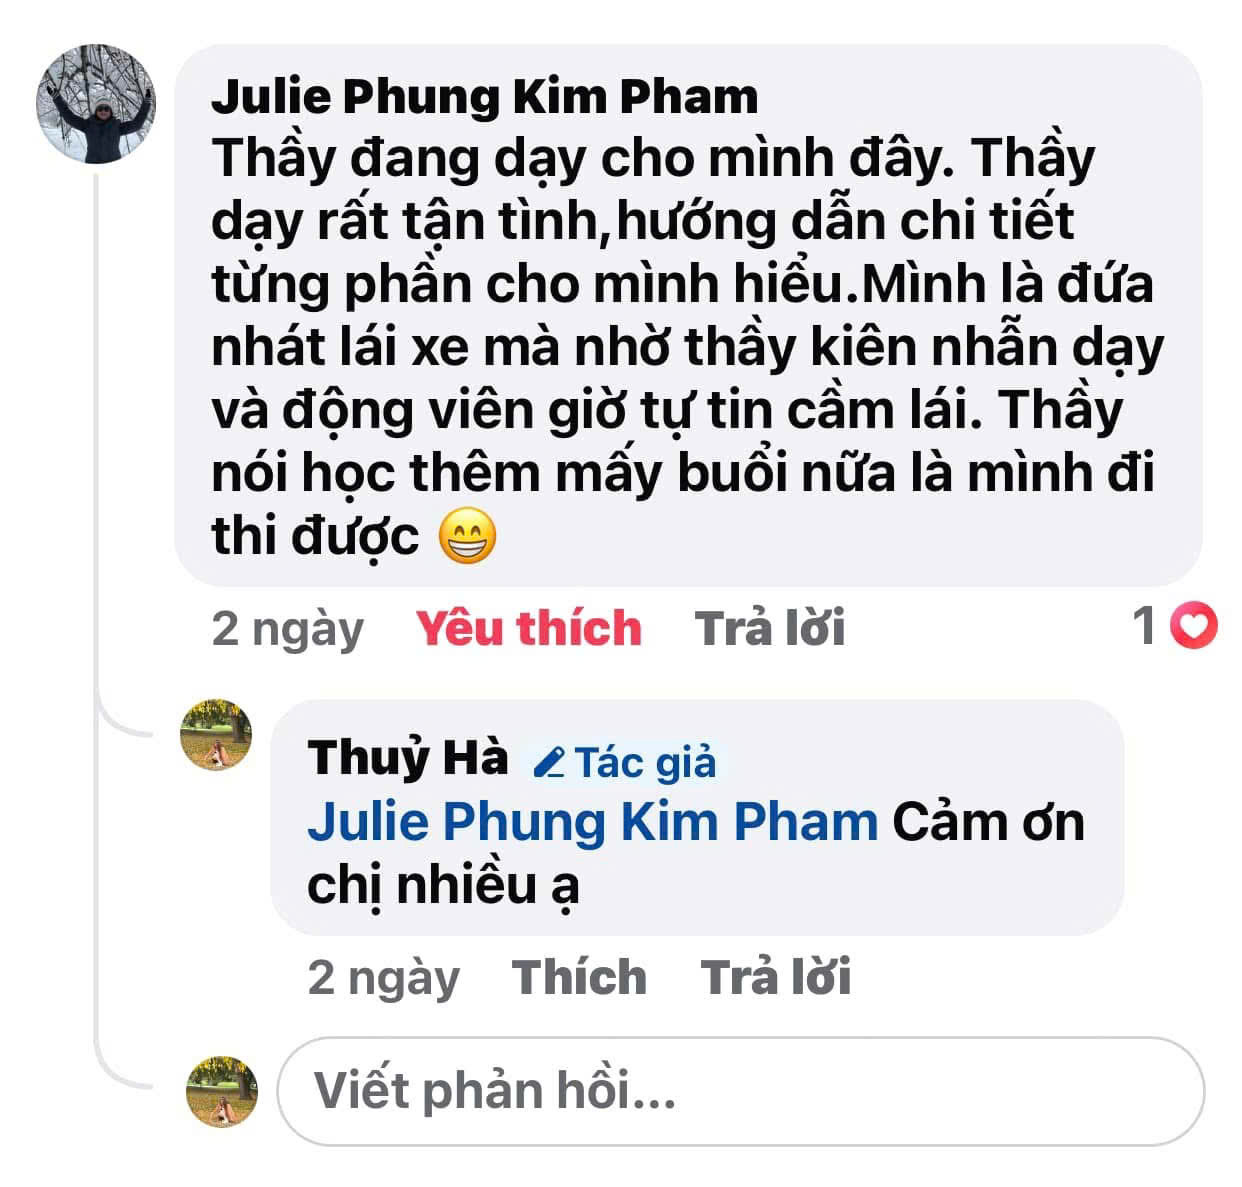 Julie Phung Kim Pham
Thầy đang dạy cho mình đây. Thầy
dạy rất tận tình,hướng dẫn chi tiết
từng phần cho mình hiểu.Mình là đứa
nhát lái xe mà nhờ thầy kiên nhẫn dạy
và động viên giờ tự tin cầm lái. Thầy
nói học thêm mấy buổi nữa là mình đi
thi được 😁
2 ngày Yêu thích Trả lời 1
Thuỷ Hà Tác giả
Julie Phung Kim Pham Cảm ơn
chị nhiều ạ
2 ngày Thích Trả lời
Viết phản hồi...